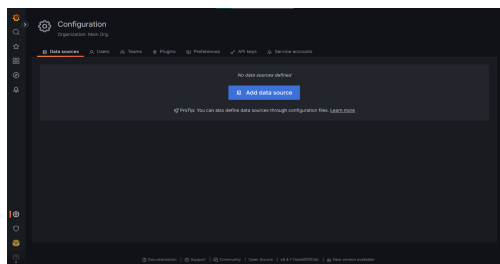 Configuration
Organization: Main Org.
Data sources
Users
Teams
Plugins
Preferences
API keys
Service accounts
No data sources defined
Add data source
ProTip: You can also define data sources through configuration files. Learn more
Documentation | Support | Community | Open Source | | New version available!